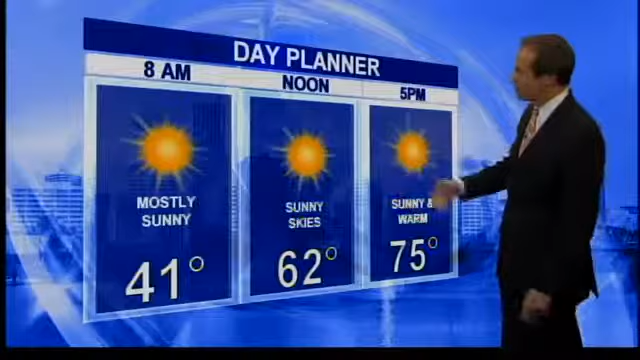 DAY PLANNER
8 AM
NOON
5PM
MOSTLY
SUNNY
41°
SUNNY
SKIES
62°
SUNNY &
WARM
75°